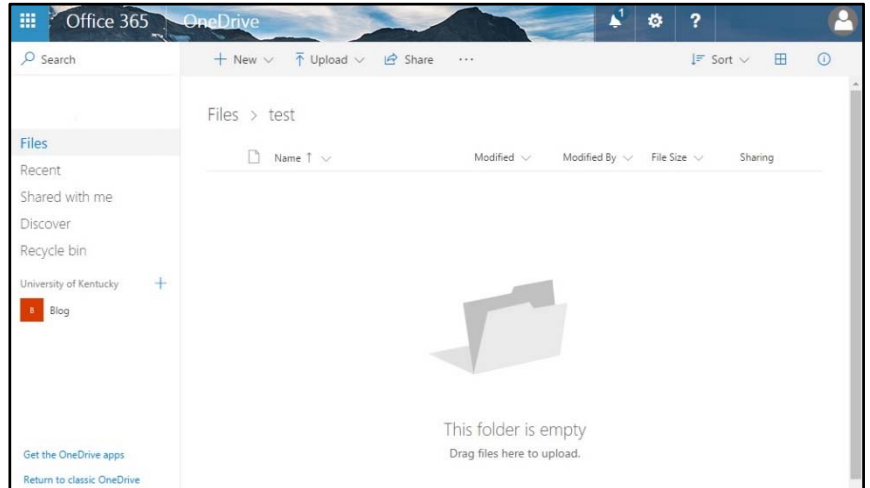 Office 365 OneDrive 1 ?
Search + New Upload Share ... Sort
Files > test
Files
Name ↑ Modified Modified By File Size Sharing
Recent
Shared with me
Discover
Recycle bin
University of Kentucky +
B Blog
This folder is empty
Drag files here to upload.
Get the OneDrive apps
Return to classic OneDrive